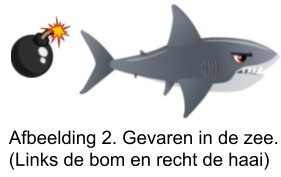 Afbeelding 2. Gevaren in de zee.
(Links de bom en recht de haai)